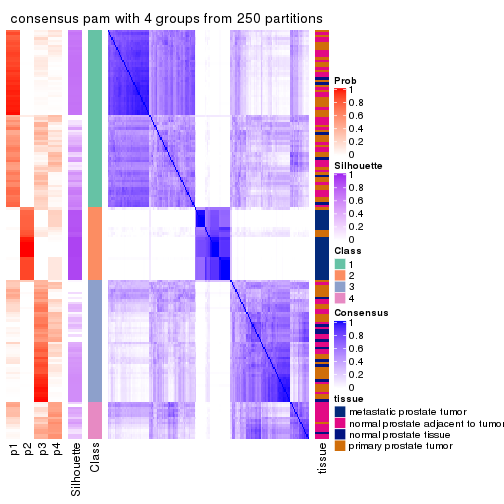 consensus pam with 4 groups from 250 partitions
Prob
1
0.8
0.6
0.4
0.2
0
Silhouette
1
0.8
0.6
0.4
0.2
0
Class
1
2
3
4
Consensus
1
0.8
0.6
0.4
0.2
0
tissue
metastatic prostate tumor
normal prostate adjacent to tumor
normal prostate tissue
primary prostate tumor
p1
p2
p3
p4
Silhouette
Class
tissue